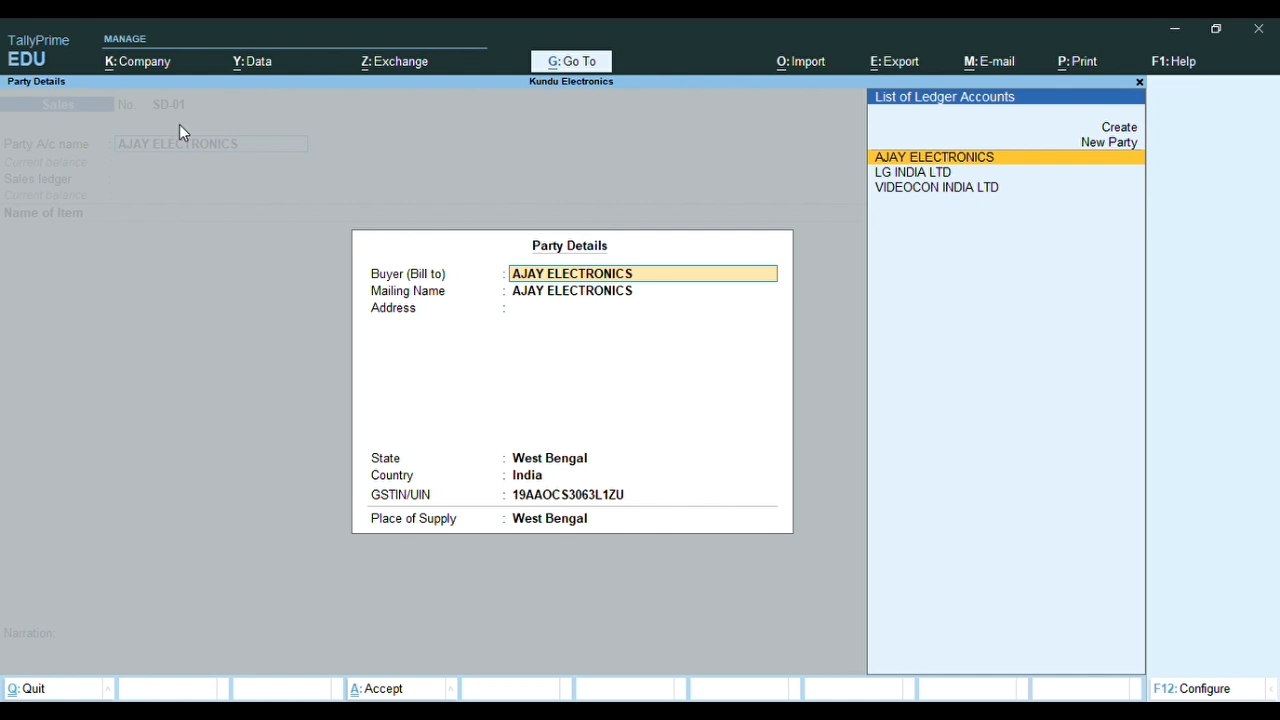 TallyPrime
EDU
MANAGE
K: Company
Y: Data
Z: Exchange
G: Go To
O: Import
E: Export
M: E-mail
P: Print
F1: Help
Party Details
Kundu Electronics
×
Sales No. SD-01
Party A/c name : AJAY ELECTRONICS
Current balance
Sales ledger
Current balance
Name of Item
Party Details
Buyer (Bill to) : AJAY ELECTRONICS
Mailing Name : AJAY ELECTRONICS
Address :
State : West Bengal
Country : India
GSTIN/UIN : 19AAOCS3063L1ZU
Place of Supply : West Bengal
List of Ledger Accounts
Create
New Party
AJAY ELECTRONICS
LG INDIA LTD
VIDEOCON INDIA LTD
Narration:
Q: Quit
A: Accept
F12: Configure